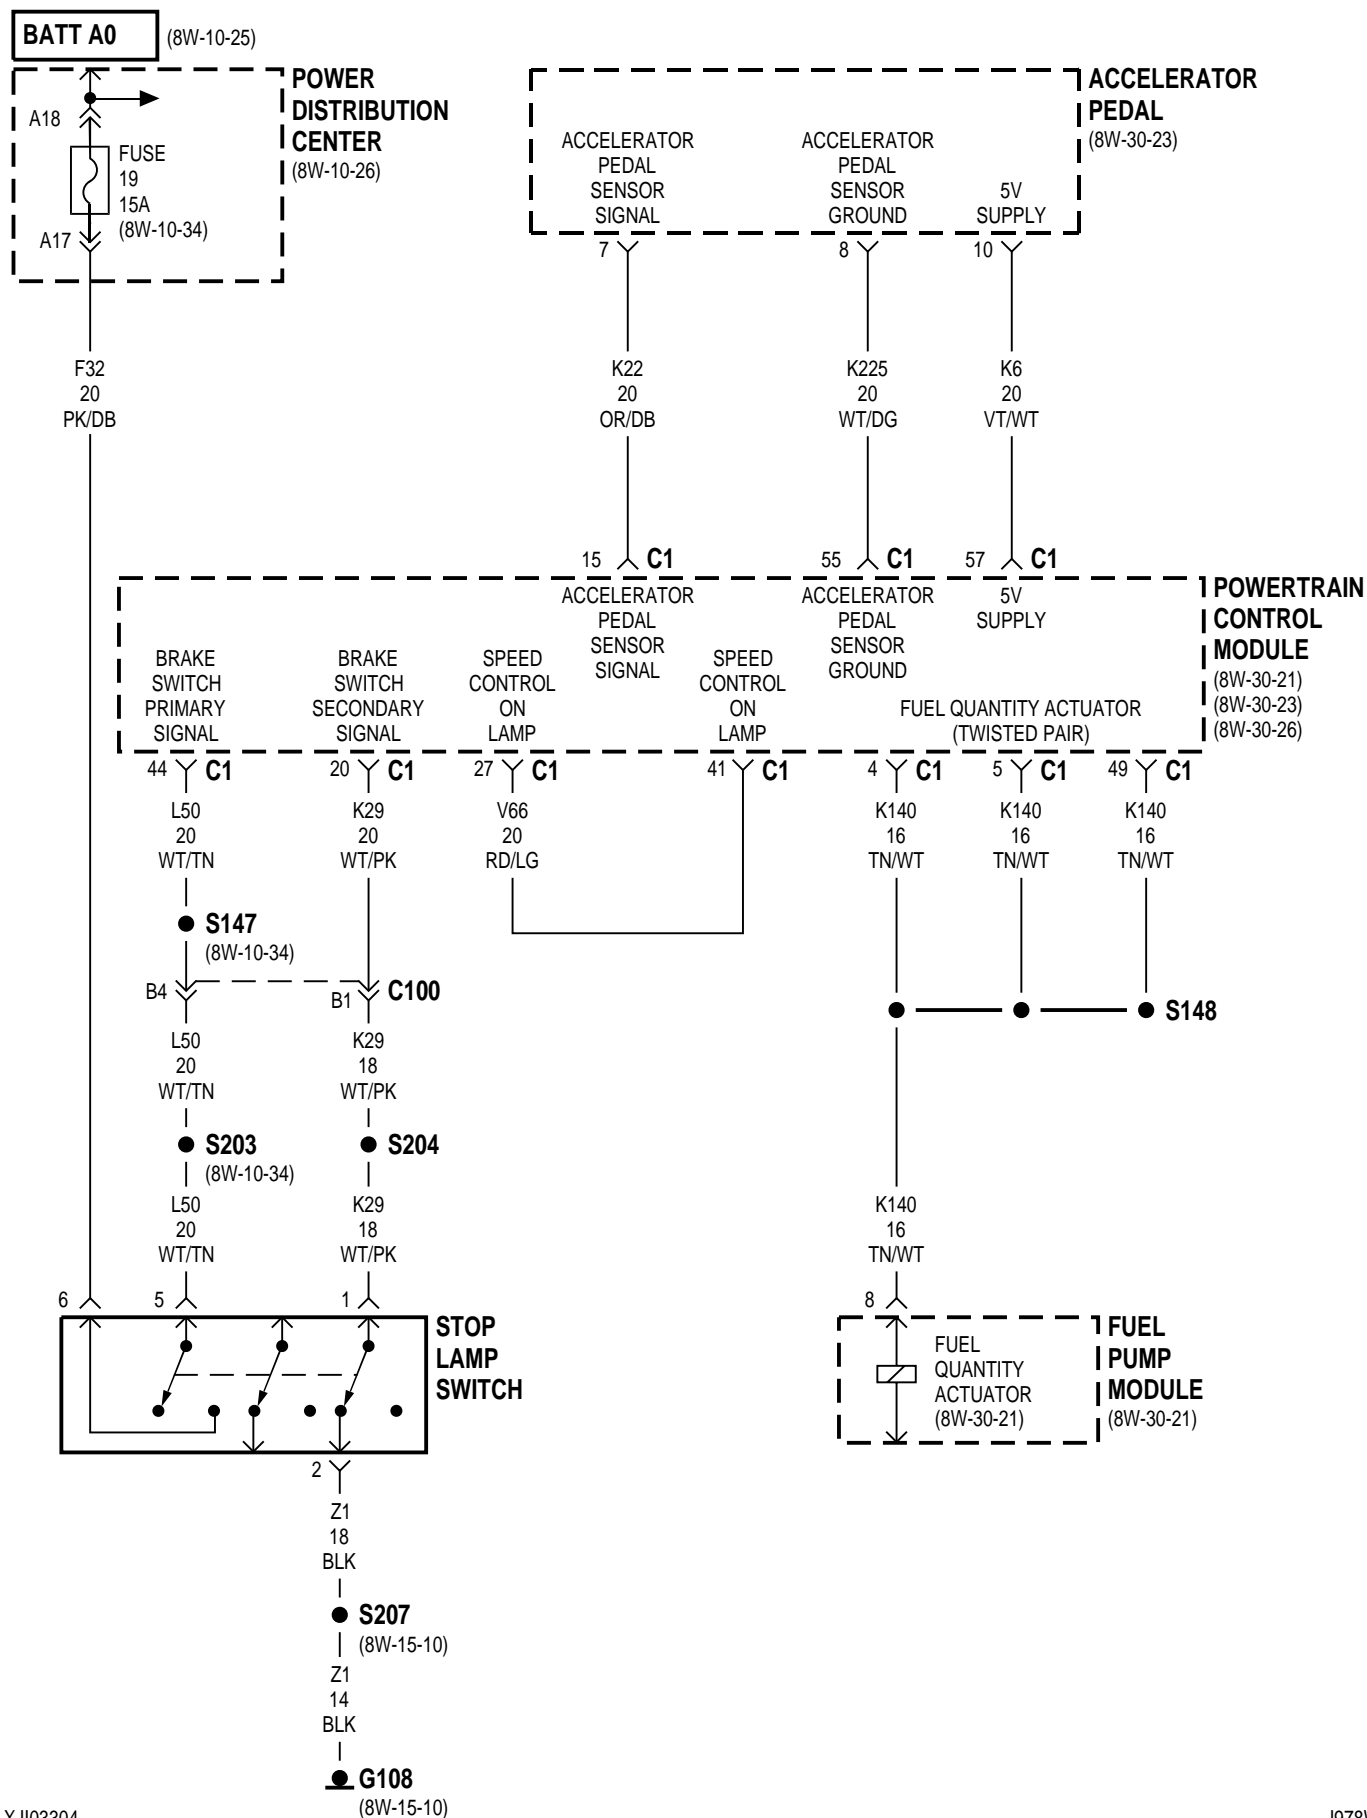 BATT A0
(8W-10-25)
POWER
DISTRIBUTION
CENTER
(8W-10-26)
A18
FUSE
19
15A
(8W-10-34)
A17
F32
20
PK/DB
ACCELERATOR
PEDAL
(8W-30-23)
ACCELERATOR
PEDAL
SENSOR
SIGNAL
ACCELERATOR
PEDAL
SENSOR
GROUND
5V
SUPPLY
7
8
10
K22
20
OR/DB
K225
20
WT/DG
K6
20
VT/WT
15 C1
55 C1
57 C1
POWERTRAIN
CONTROL
MODULE
(8W-30-21)
(8W-30-23)
(8W-30-26)
ACCELERATOR
PEDAL
SENSOR
SIGNAL
ACCELERATOR
PEDAL
SENSOR
GROUND
5V
SUPPLY
BRAKE
SWITCH
PRIMARY
SIGNAL
BRAKE
SWITCH
SECONDARY
SIGNAL
SPEED
CONTROL
ON
LAMP
SPEED
CONTROL
ON
LAMP
FUEL QUANTITY ACTUATOR
(TWISTED PAIR)
44 C1
20 C1
27 C1
41 C1
4 C1
5 C1
49 C1
L50
20
WT/TN
K29
20
WT/PK
V66
20
RD/LG
K140
16
TN/WT
K140
16
TN/WT
K140
16
TN/WT
S147
(8W-10-34)
B4
B1
C100
S148
L50
20
WT/TN
K29
18
WT/PK
S203
(8W-10-34)
S204
L50
20
WT/TN
K29
18
WT/PK
K140
16
TN/WT
6
5
1
8
STOP
LAMP
SWITCH
FUEL
QUANTITY
ACTUATOR
(8W-30-21)
FUEL
PUMP
MODULE
(8W-30-21)
2
Z1
18
BLK
S207
(8W-15-10)
Z1
14
BLK
G108
(8W-15-10)